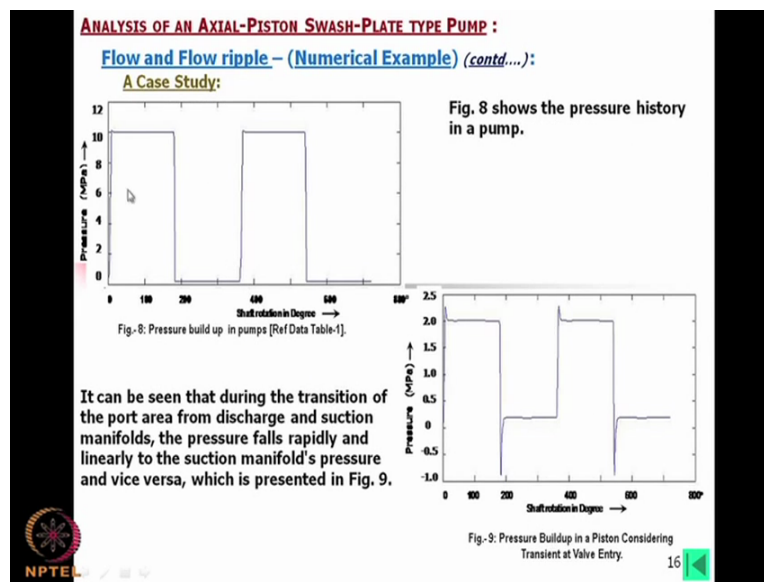 ANALYSIS OF AN AXIAL-PISTON SWASH-PLATE TYPE PUMP :
Flow and Flow ripple – (Numerical Example) (contd....):
A Case Study:
Fig. 8 shows the pressure history
in a pump.
12
10
8
6
4
2
0
Pressure (MPa)
0 100 200 400 600 800°
Shaft rotation in Degree
Fig.-8: Pressure build up in pumps [Ref Data Table-1].
It can be seen that during the transition of
the port area from discharge and suction
manifolds, the pressure falls rapidly and
linearly to the suction manifold's pressure
and vice versa, which is presented in Fig. 9.
2.5
2.0
1.5
1.0
0.5
0
-0.5
-1.0
Pressure (MPa)
0 100 200 400 600 800°
Shaft rotation in Degree
Fig.-9: Pressure Buildup in a Piston Considering
Transient at Valve Entry.
16
NPTEL